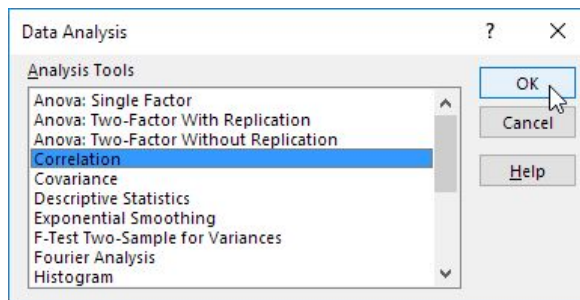 Data Analysis
?
Analysis Tools
Anova: Single Factor
Anova: Two-Factor With Replication
Anova: Two-Factor Without Replication
Correlation
Covariance
Descriptive Statistics
Exponential Smoothing
F-Test Two-Sample for Variances
Fourier Analysis
Histogram
OK
Cancel
Help